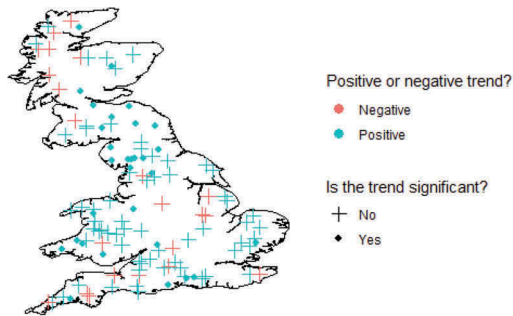 Positive or negative trend?
Negative
Positive
Is the trend significant?
No
Yes